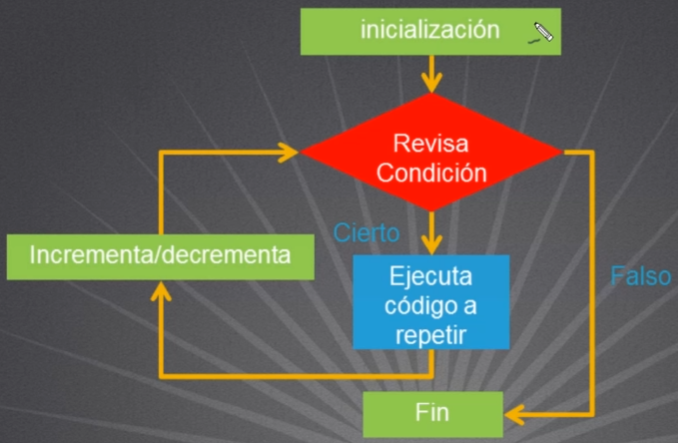 inicialización
Revisa
Condición
Cierto
Incrementa/decrementa
Ejecuta
código a
repetir
Falso
Fin